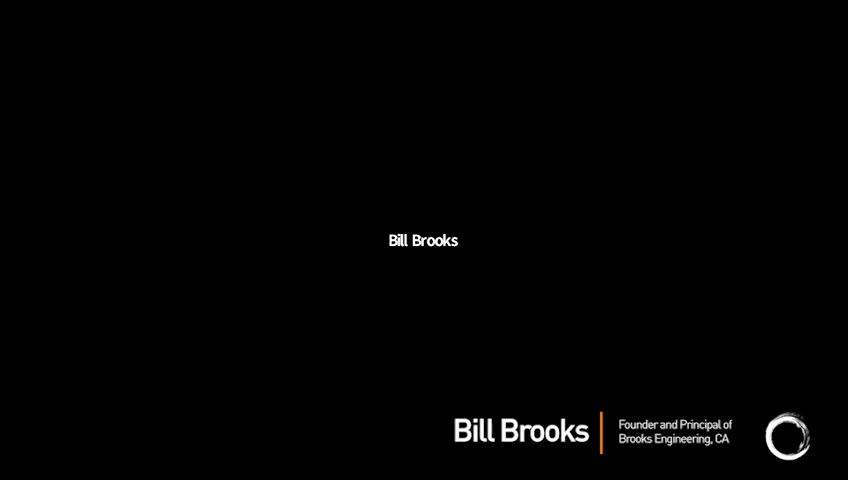 Bill Brooks
Bill Brooks
Founder and Principal of
Brooks Engineering, CA